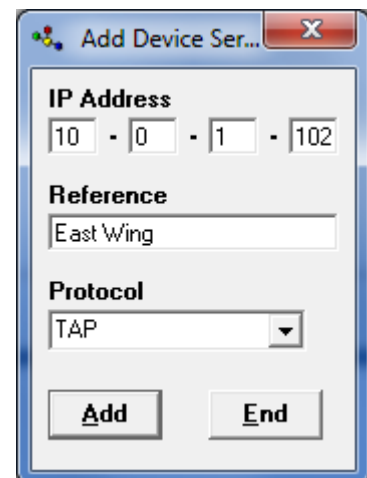 Add Device Ser...
IP Address
10 - 0 - 1 - 102
Reference
East Wing
Protocol
TAP
Add End